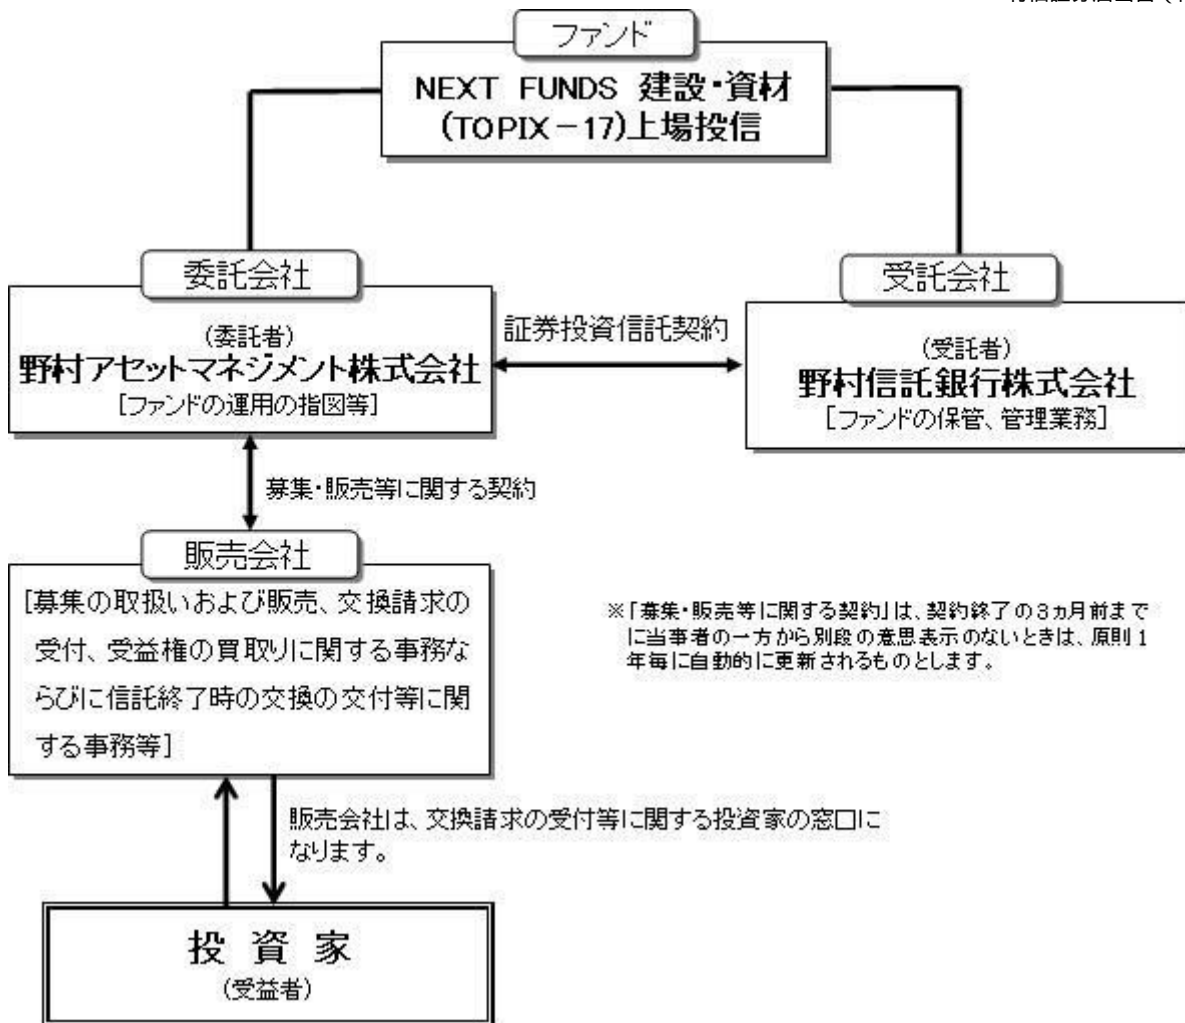 ファンド
NEXT FUNDS 建設・資材
(TOPIX－17)上場投信
委託会社
(委託者)
野村アセットマネジメント株式会社
[ファンドの運用の指図等]
証券投資信託契約
受託会社
(受託者)
野村信託銀行株式会社
[ファンドの保管、管理業務]
募集・販売等に関する契約
販売会社
[募集の取扱いおよび販売、交換請求の
受付、受益権の買取りに関する事務な
らびに信託終了時の交換の交付等に関
する事務等]
※「募集・販売等に関する契約」は、契約終了の3ヵ月前まで
に当事者の一方から別段の意思表示のないときは、原則1
年毎に自動的に更新されるものとします。
販売会社は、交換請求の受付等に関する投資家の窓口に
なります。
投 資 家
(受益者)